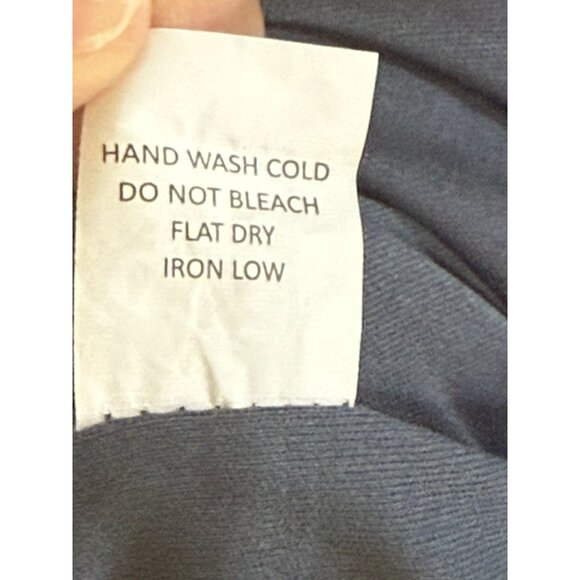 HAND WASH COLD
DO NOT BLEACH
FLAT DRY
IRON LOW